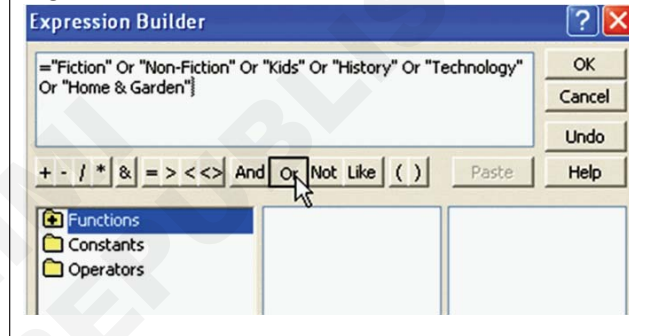 Expression Builder
="Fiction" Or "Non-Fiction" Or "Kids" Or "History" Or "Technology"
Or "Home & Garden"
OK
Cancel
Undo
+ - / * & = > < <> And Or Not Like ( ) Paste Help
Functions
Constants
Operators